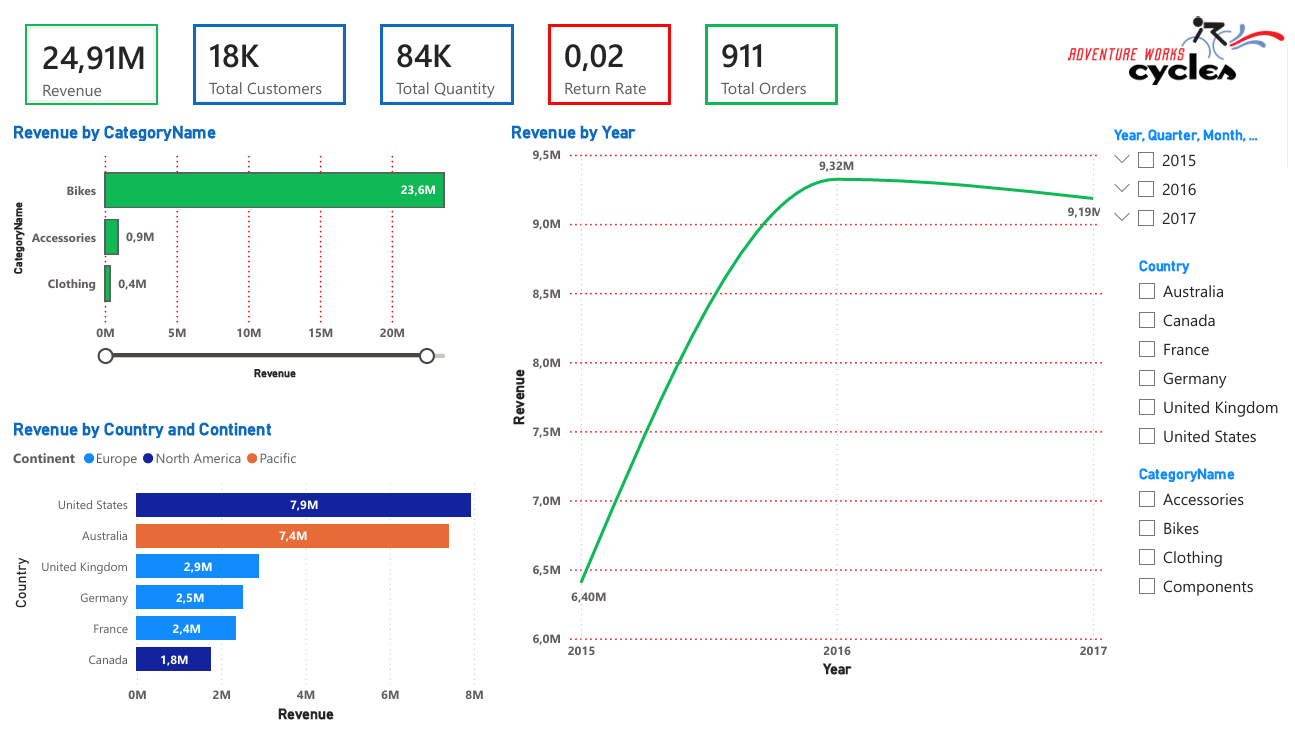 24,91M
Revenue
18K
Total Customers
84K
Total Quantity
0,02
Return Rate
911
Total Orders
ADVENTURE WORKS
cycles
Revenue by CategoryName
CategoryName
Bikes
23,6M
Accessories
0,9M
Clothing
0,4M
0M 5M 10M 15M 20M
Revenue
Revenue by Country and Continent
Continent Europe North America Pacific
Country
United States
7,9M
Australia
7,4M
United Kingdom
2,9M
Germany
2,5M
France
2,4M
Canada
1,8M
0M 2M 4M 6M 8M
Revenue
Revenue by Year
Revenue
9,5M
9,0M
8,5M
8,0M
7,5M
7,0M
6,5M
6,0M
9,32M
9,19M
6,40M
2015 2016 2017
Year
Year, Quarter, Month, ...
2015
2016
2017
Country
Australia
Canada
France
Germany
United Kingdom
United States
CategoryName
Accessories
Bikes
Clothing
Components